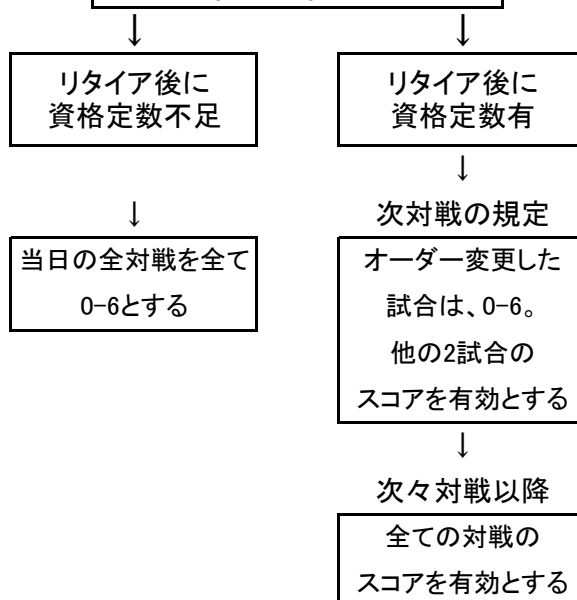 ↓ ↓
リタイア後に
資格定数不足
リタイア後に
資格定数有
↓
↓
当日の全対戦を全て
0-6とする
次対戦の規定
オーダー変更した
試合は、0-6。
他の2試合の
スコアを有効とする
↓
次々対戦以降
全ての対戦の
スコアを有効とする